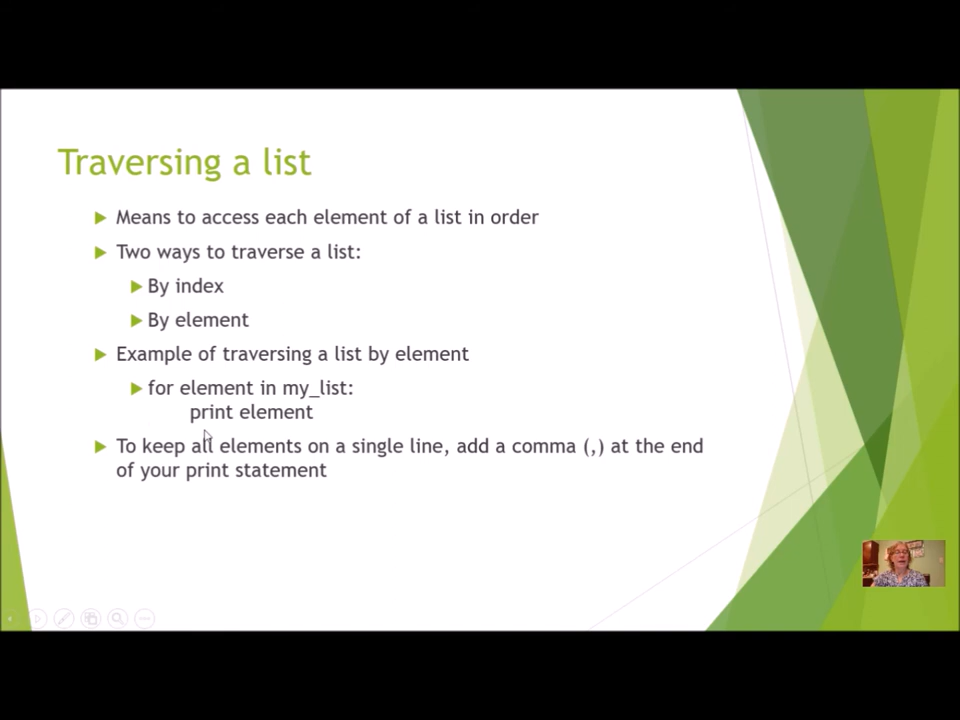 Traversing a list
Means to access each element of a list in order
Two ways to traverse a list:
By index
By element
Example of traversing a list by element
for element in my_list:
print element
To keep all elements on a single line, add a comma (,) at the end
of your print statement